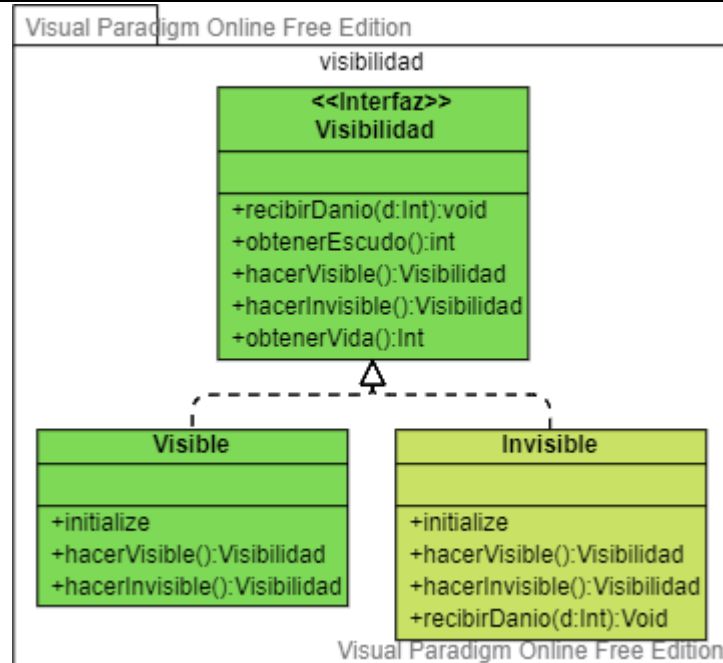 Visual Paradigm Online Free Edition
visibilidad
<<Interfaz>>
Visibilidad
+recibirDanio(d:Int):void
+obtenerEscudo():int
+hacerVisible():Visibilidad
+hacerInvisible():Visibilidad
+obtenerVida():Int
Visible
+initialize
+hacerVisible():Visibilidad
+hacerInvisible():Visibilidad
Invisible
+initialize
+hacerVisible():Visibilidad
+hacerInvisible():Visibilidad
+recibirDanio(d:Int):Void
Visual Paradigm Online Free Edition